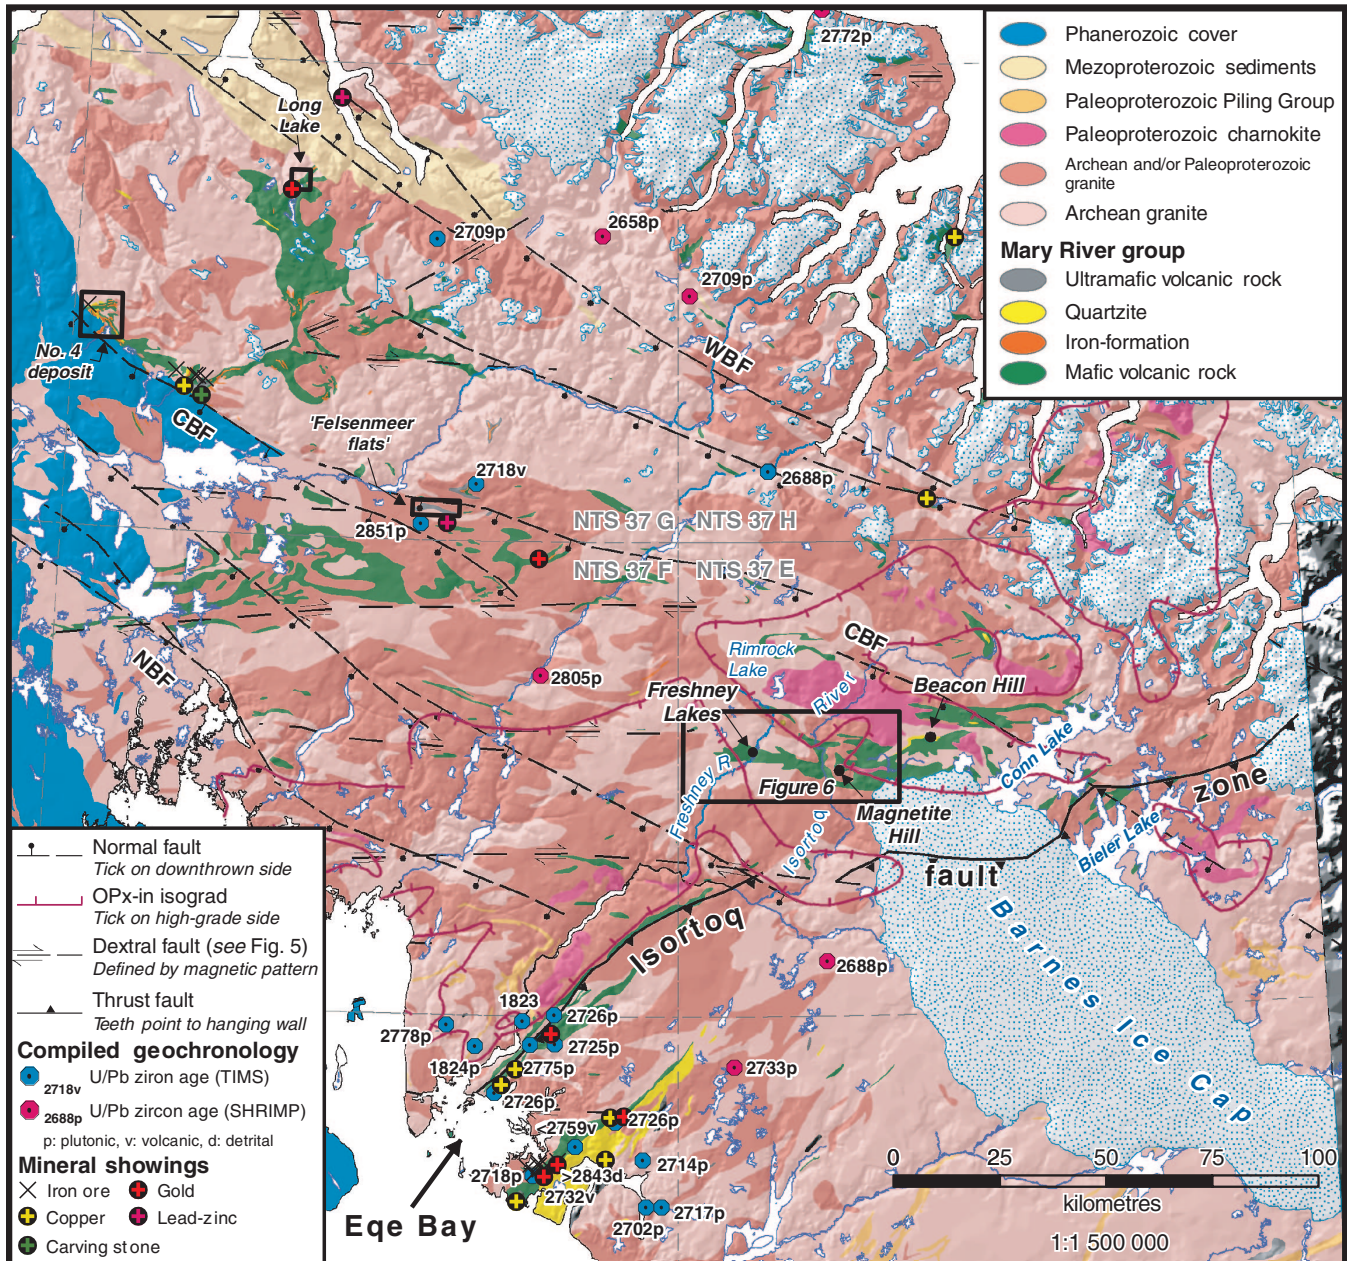 2772p
Phanerozoic cover
Mezoproterozoic sediments
Paleoproterozoic Piling Group
Paleoproterozoic charnokite
Archean and/or Paleoproterozoic
granite
Archean granite
Mary River group
Ultramafic volcanic rock
Quartzite
Iron-formation
Mafic volcanic rock
Long
Lake
2709p
2658p
2709p
No. 4
deposit
WBF
CBF
'Felsenmeer
flats'
2718v
2688p
2851p
NTS 37 G
NTS 37 H
NTS 37 F
NTS 37 E
NBF
2805p
Rimrock
Lake
CBF
River
Freshney
Lakes
Beacon Hill
Conn Lake
Figure 6
Freshney R
Magnetite
Hill
Isortoq
Bieler Lake
Isortoq
fault
zone
Barnes Ice Cap
2688p
1823
2726p
2778p
2725p
1824p
2775p
2733p
2726p
2759v
2726p
2714p
2718p
>2843d
2732v
2717p
2702p
Eqe Bay
Normal fault
Tick on downthrown side
OPx-in isograd
Tick on high-grade side
Dextral fault (see Fig. 5)
Defined by magnetic pattern
Thrust fault
Teeth point to hanging wall
Compiled geochronology
2718v U/Pb ziron age (TIMS)
2688p U/Pb zircon age (SHRIMP)
p: plutonic, v: volcanic, d: detrital
Mineral showings
Iron ore Gold
Copper Lead-zinc
Carving stone
0 25 50 75 100
kilometres
1:1 500 000